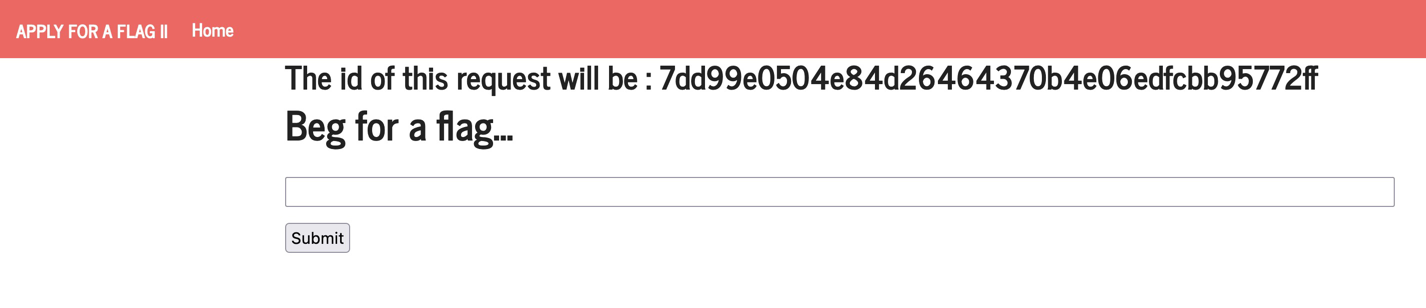 APPLY FOR A FLAG II Home
The id of this request will be : 7dd99e0504e84d26464370b4e06edfcbb95772ff
Beg for a flag...
Submit